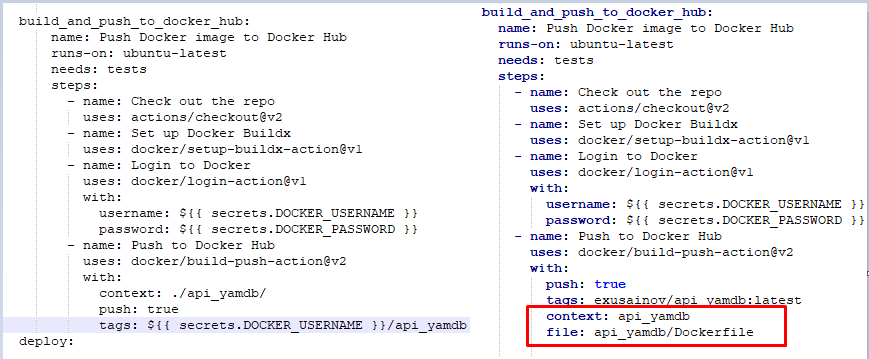 build_and_push_to_docker_hub:
name: Push Docker image to Docker Hub
runs-on: ubuntu-latest
needs: tests
steps:
- name: Check out the repo
uses: actions/checkout@v2
- name: Set up Docker Buildx
uses: docker/setup-buildx-action@v1
- name: Login to Docker
uses: docker/login-action@v1
with:
username: ${{ secrets.DOCKER_USERNAME }}
password: ${{ secrets.DOCKER_PASSWORD }}
- name: Push to Docker Hub
uses: docker/build-push-action@v2
with:
context: ./api_yamdb/
push: true
tags: ${{ secrets.DOCKER_USERNAME }}/api_yamdb
deploy:
build_and_push_to_docker_hub:
name: Push Docker image to Docker Hub
runs-on: ubuntu-latest
needs: tests
steps:
- name: Check out the repo
uses: actions/checkout@v2
- name: Set up Docker Buildx
uses: docker/setup-buildx-action@v1
- name: Login to Docker
uses: docker/login-action@v1
with:
username: ${{ secrets.DOCKER_USERNAME }}
password: ${{ secrets.DOCKER_PASSWORD }}
- name: Push to Docker Hub
uses: docker/build-push-action@v2
with:
push: true
tags: exusainov/api_yamdb:latest
context: api_yamdb
file: api_yamdb/Dockerfile